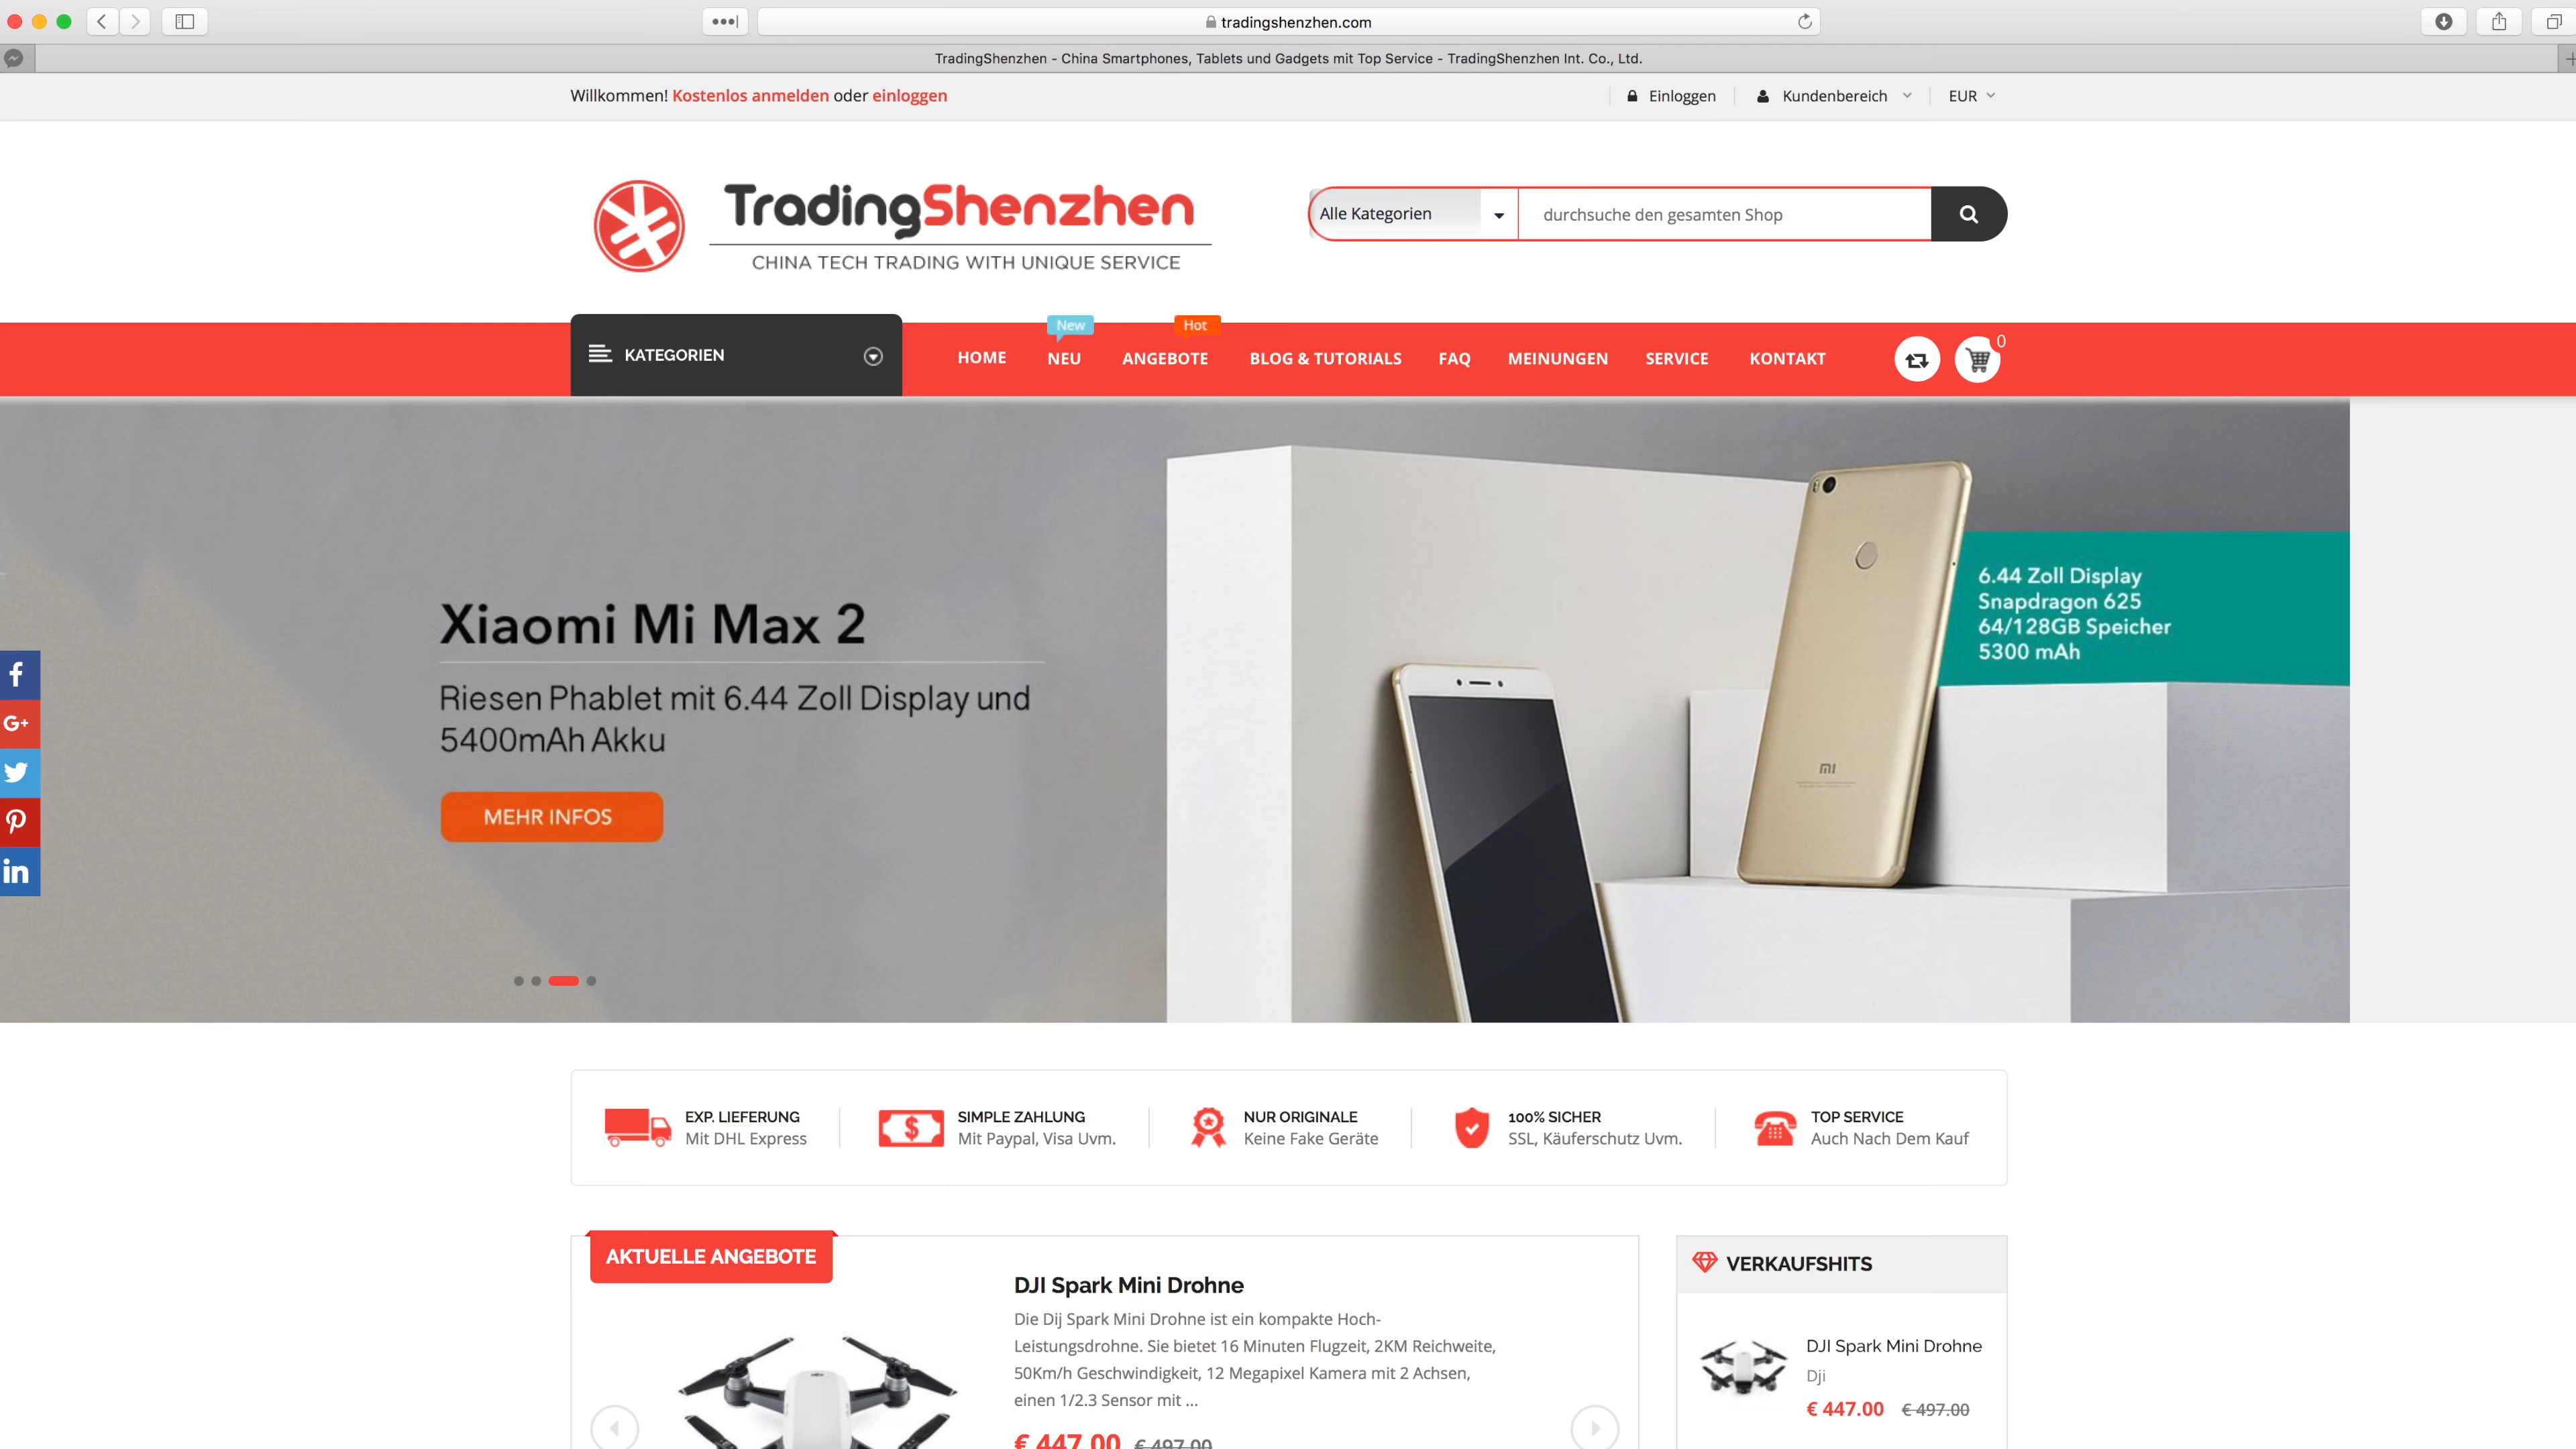 tradingshenzhen.com
TradingShenzhen - China Smartphones, Tablets und Gadgets mit Top Service - TradingShenzhen Int. Co., Ltd.
Willkommen! Kostenlos anmelden oder einloggen
Einloggen
Kundenbereich
EUR
TradingShenzhen
CHINA TECH TRADING WITH UNIQUE SERVICE
Alle Kategorien
durchsuche den gesamten Shop
KATEGORIEN
HOME
New
NEU
Hot
ANGEBOTE
BLOG & TUTORIALS
FAQ
MEINUNGEN
SERVICE
KONTAKT
0
Xiaomi Mi Max 2
Riesen Phablet mit 6.44 Zoll Display und
5400mAh Akku
MEHR INFOS
6.44 Zoll Display
Snapdragon 625
64/128GB Speicher
5300 mAh
mi
f
G+
in
EXP. LIEFERUNG
Mit DHL Express
$
SIMPLE ZAHLUNG
Mit Paypal, Visa Uvm.
NUR ORIGINALE
Keine Fake Geräte
100% SICHER
SSL, Käuferschutz Uvm.
TOP SERVICE
Auch Nach Dem Kauf
AKTUELLE ANGEBOTE
DJI Spark Mini Drohne
Die Dij Spark Mini Drohne ist ein kompakte Hoch-
Leistungsdrohne. Sie bietet 16 Minuten Flugzeit, 2KM Reichweite,
50Km/h Geschwindigkeit, 12 Megapixel Kamera mit 2 Achsen,
einen 1/2.3 Sensor mit ...
€ 447.00 € 497.00
VERKAUFSHITS
DJI Spark Mini Drohne
Dji
€ 447.00 € 497.00